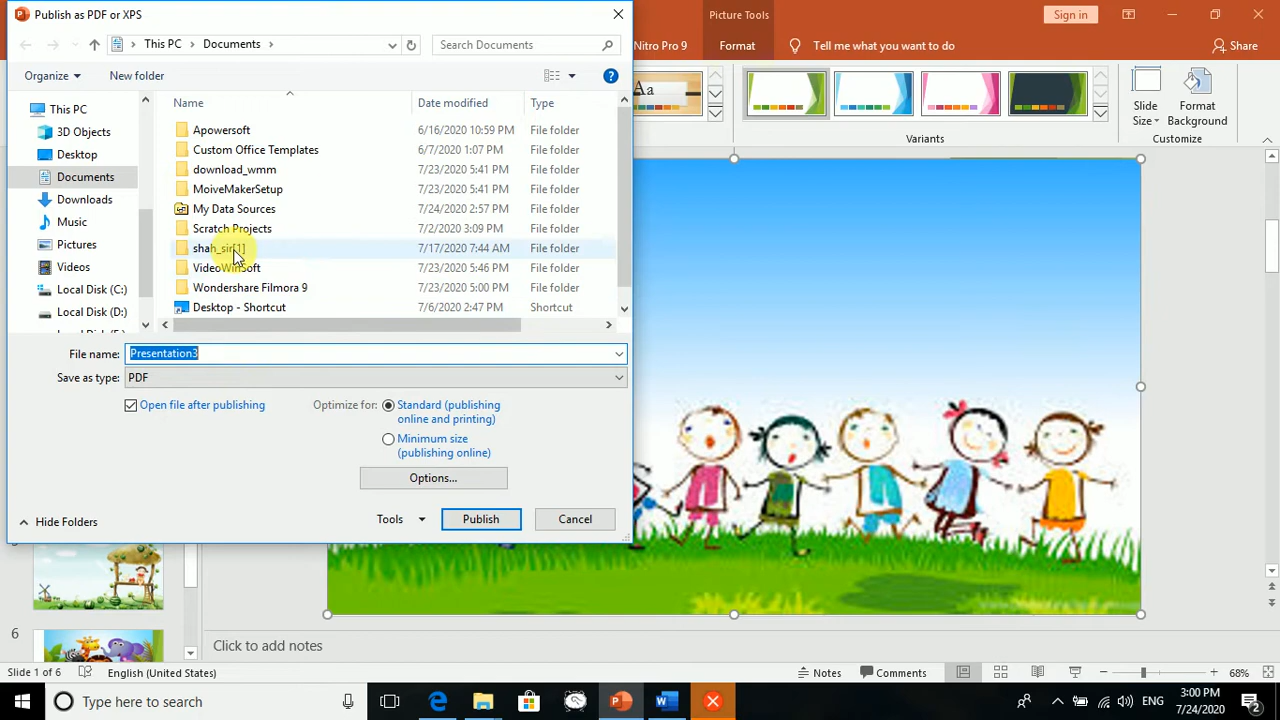 Publish as PDF or XPS
Picture Tools
Sign in
This PC
Documents
Search Documents
Nitro Pro 9
Format
Tell me what you want to do
Share
Organize
New folder
Aa
Slide
Size
Format
Background
Variants
Customize
This PC
3D Objects
Desktop
Documents
Downloads
Music
Pictures
Videos
Local Disk (C:)
Local Disk (D:)
Name Date modified Type
Apowersoft 6/16/2020 10:59 PM File folder
Custom Office Templates 6/7/2020 1:07 PM File folder
download_wmm 7/23/2020 5:41 PM File folder
MoiveMakerSetup 7/23/2020 5:41 PM File folder
My Data Sources 7/24/2020 2:57 PM File folder
Scratch Projects 7/2/2020 3:09 PM File folder
shah_sir[1] 7/17/2020 7:44 AM File folder
VideoWinSoft 7/23/2020 5:46 PM File folder
Wondershare Filmora 9 7/23/2020 5:00 PM File folder
Desktop - Shortcut 7/6/2020 2:47 PM Shortcut
File name: Presentation3
Save as type: PDF
Open file after publishing
Optimize for:
Standard (publishing
online and printing)
Minimum size
(publishing online)
Options...
Hide Folders
Tools
Publish
Cancel
6
Click to add notes
Slide 1 of 6
English (United States)
Notes
Comments
68%
Type here to search
ENG
3:00 PM
7/24/2020
2